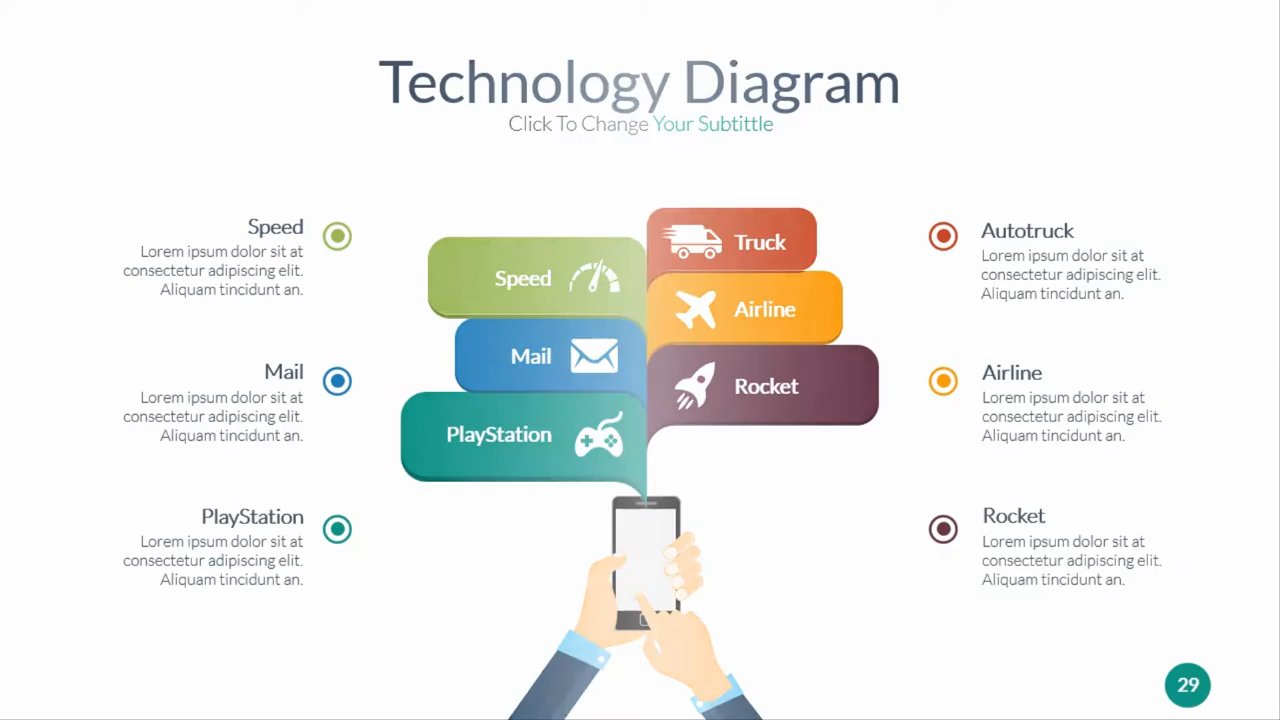 Technology Diagram
Click To Change Your Subtittle
Speed
Lorem ipsum dolor sit at
consectetur adipiscing elit.
Aliquam tincidunt an.
Mail
Lorem ipsum dolor sit at
consectetur adipiscing elit.
Aliquam tincidunt an.
PlayStation
Lorem ipsum dolor sit at
consectetur adipiscing elit.
Aliquam tincidunt an.
Speed
Mail
PlayStation
Truck
Airline
Rocket
Autotruck
Lorem ipsum dolor sit at
consectetur adipiscing elit.
Aliquam tincidunt an.
Airline
Lorem ipsum dolor sit at
consectetur adipiscing elit.
Aliquam tincidunt an.
Rocket
Lorem ipsum dolor sit at
consectetur adipiscing elit.
Aliquam tincidunt an.
29